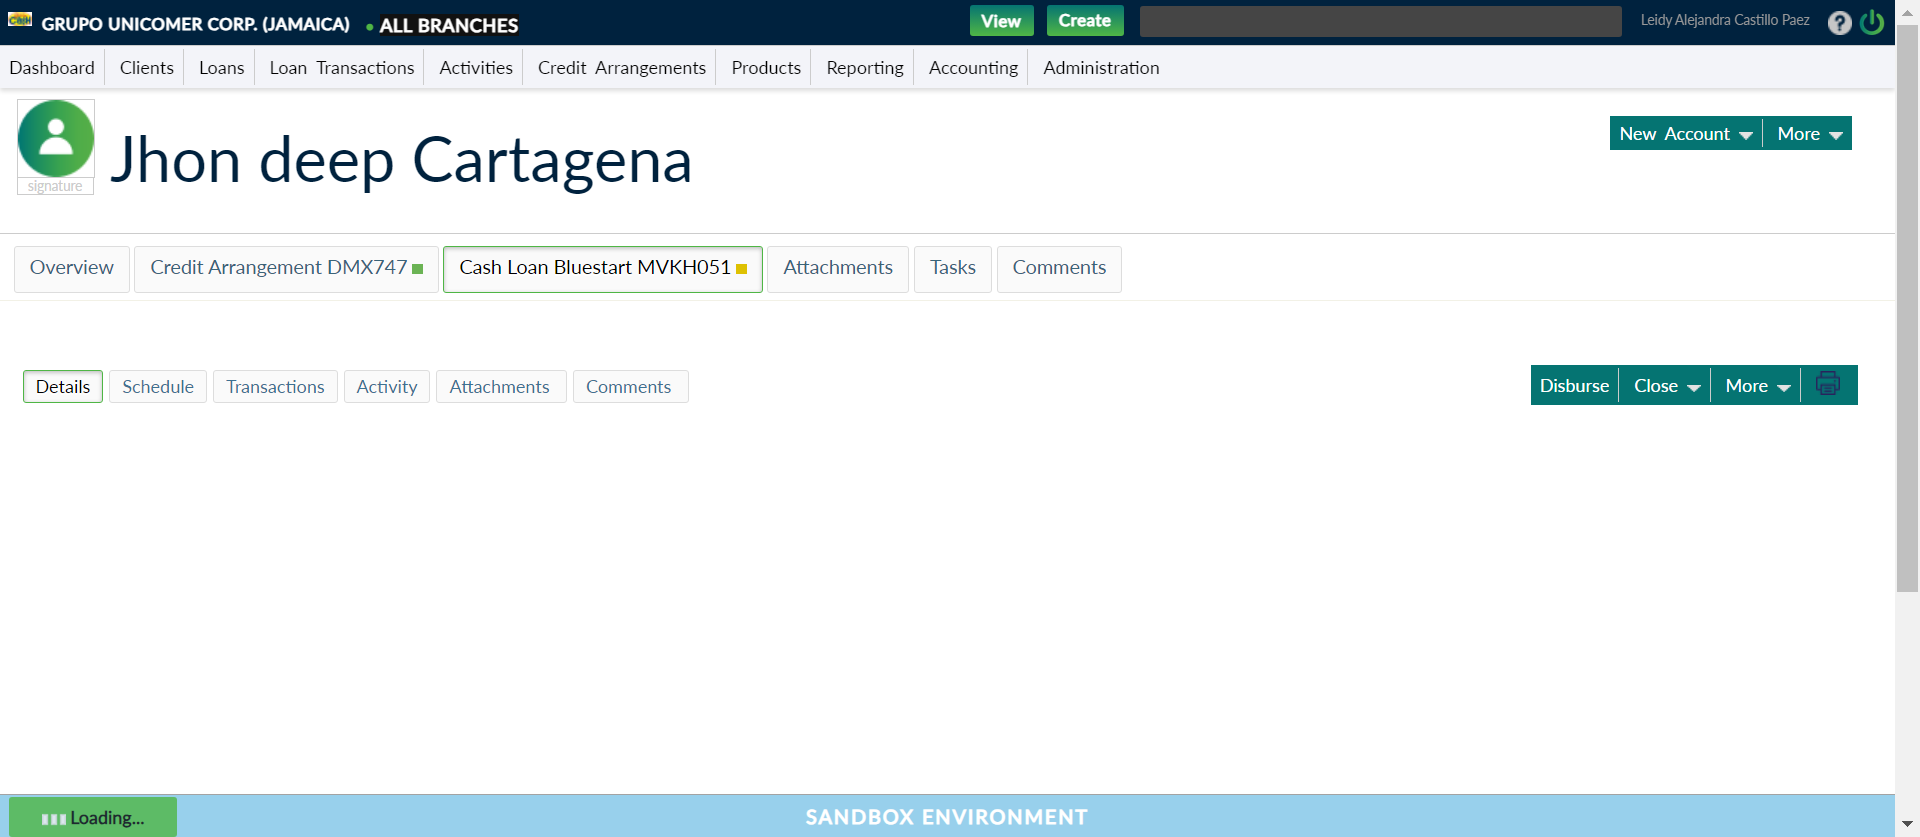 Cash GRUPO UNICOMER CORP. (JAMAICA) ALL BRANCHES View Create Leidy Alejandra Castillo Paez ?
Dashboard Clients Loans Loan Transactions Activities Credit Arrangements Products Reporting Accounting Administration
Jhon deep Cartagena
signature
New Account More
Overview Credit Arrangement DMX747 Cash Loan Bluestart MVKH051 Attachments Tasks Comments
Details Schedule Transactions Activity Attachments Comments Disburse Close More
Loading... SANDBOX ENVIRONMENT